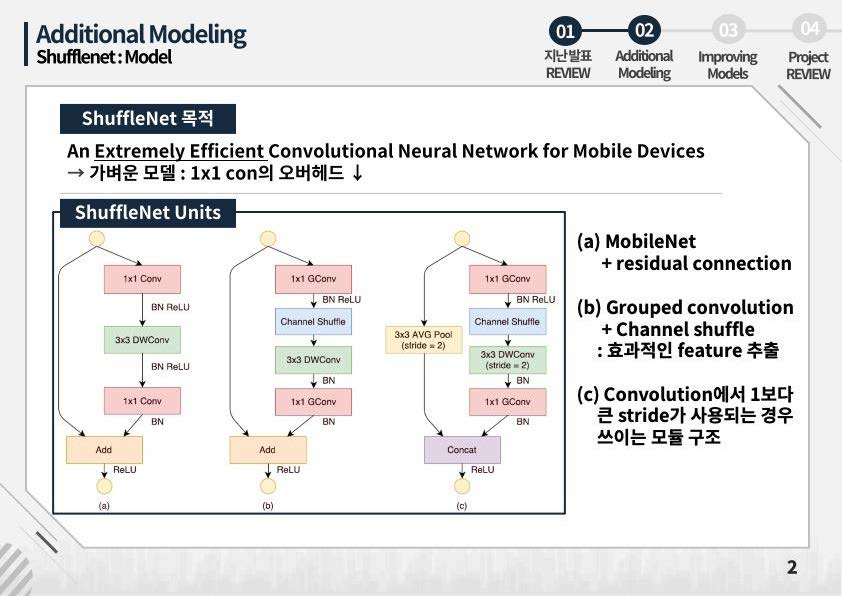 Additional Modeling
Shufflenet : Model
01
02
03
04
지난발표
REVIEW
Additional
Modeling
Improving
Models
Project
REVIEW
ShuffleNet 목적
An Extremely Efficient Convolutional Neural Network for Mobile Devices
→ 가벼운 모델 : 1x1 con의 오버헤드 ↓
ShuffleNet Units
1x1 Conv
BN ReLU
3x3 DWConv
BN ReLU
1x1 Conv
BN
Add
ReLU
(a)
1x1 GConv
BN ReLU
Channel Shuffle
3x3 DWConv
BN
1x1 GConv
BN
Add
ReLU
(b)
3x3 AVG Pool
(stride = 2)
1x1 GConv
BN ReLU
Channel Shuffle
3x3 DWConv
(stride = 2)
BN
1x1 GConv
BN
Concat
ReLU
(c)
(a) MobileNet
+ residual connection
(b) Grouped convolution
+ Channel shuffle
: 효과적인 feature 추출
(c) Convolution에서 1보다
큰 stride가 사용되는 경우
쓰이는 모듈 구조
2